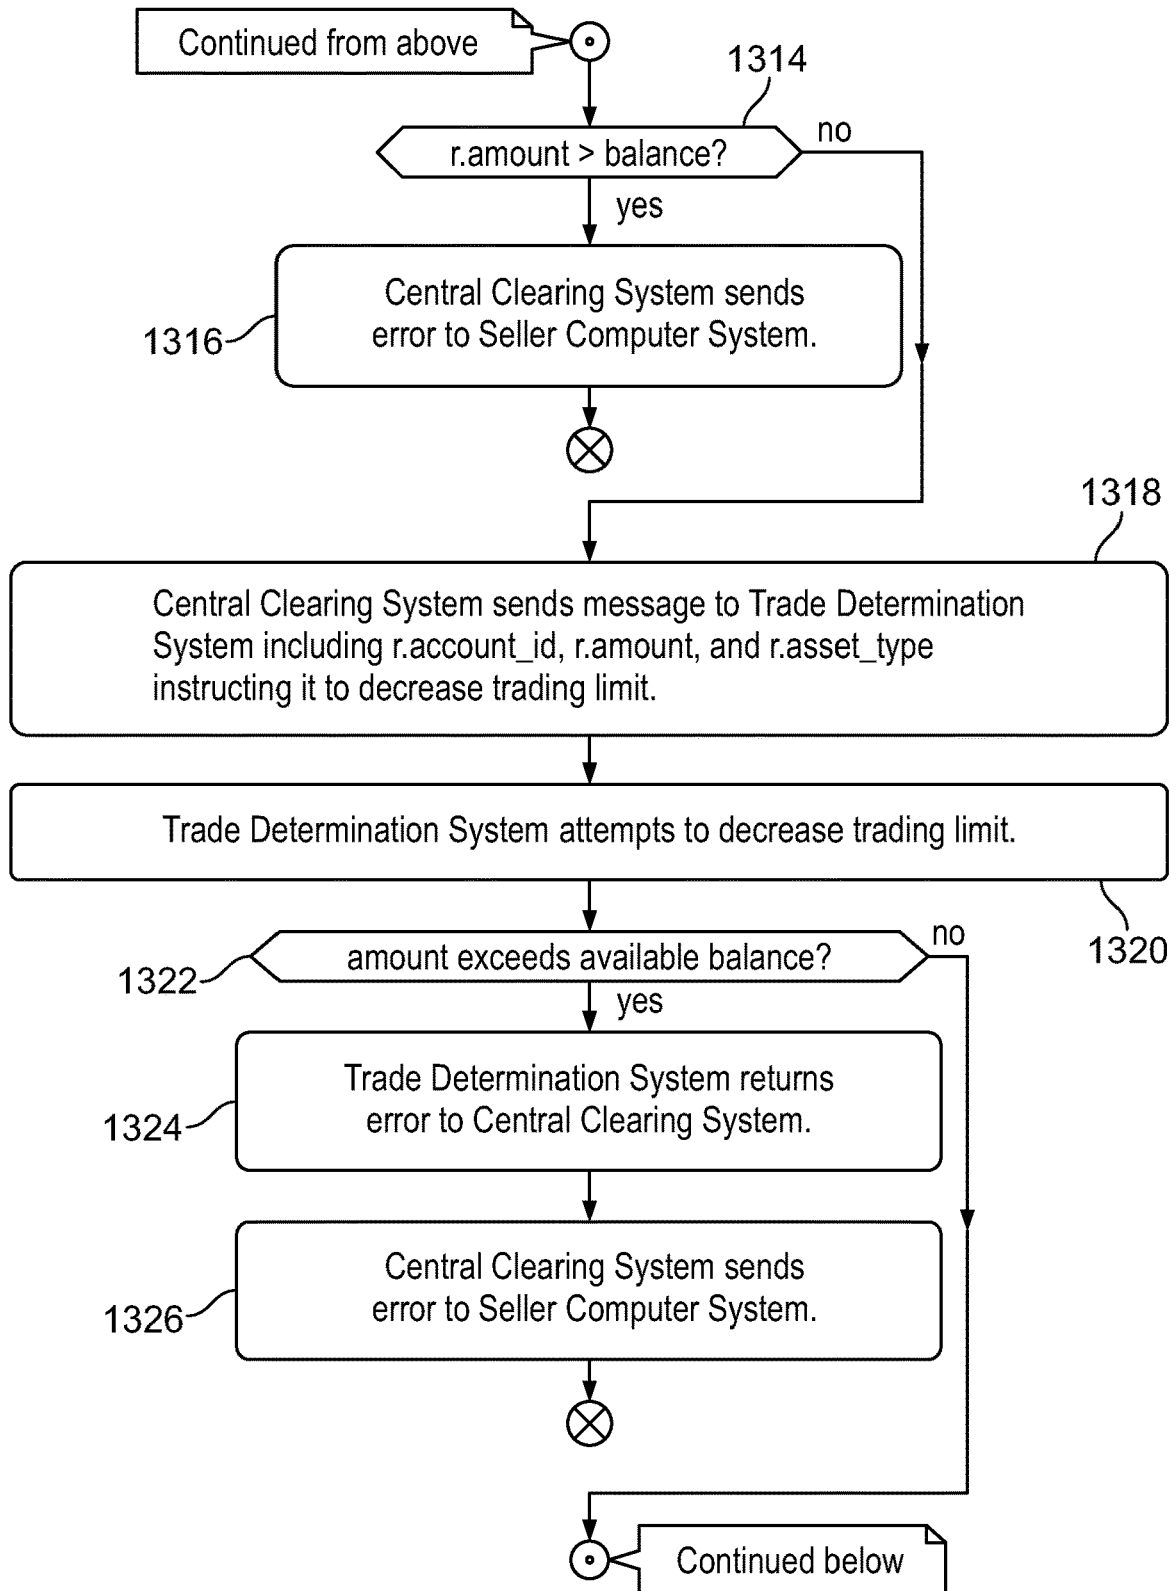 Continued from above
1314
no
r.amount > balance?
yes
Central Clearing System sends
error to Seller Computer System.
1316
1318
Central Clearing System sends message to Trade Determination
System including r.account_id, r.amount, and r.asset_type
instructing it to decrease trading limit.
Trade Determination System attempts to decrease trading limit.
1320
no
amount exceeds available balance?
1322
yes
Trade Determination System returns
error to Central Clearing System.
1324
Central Clearing System sends
error to Seller Computer System.
1326
Continued below